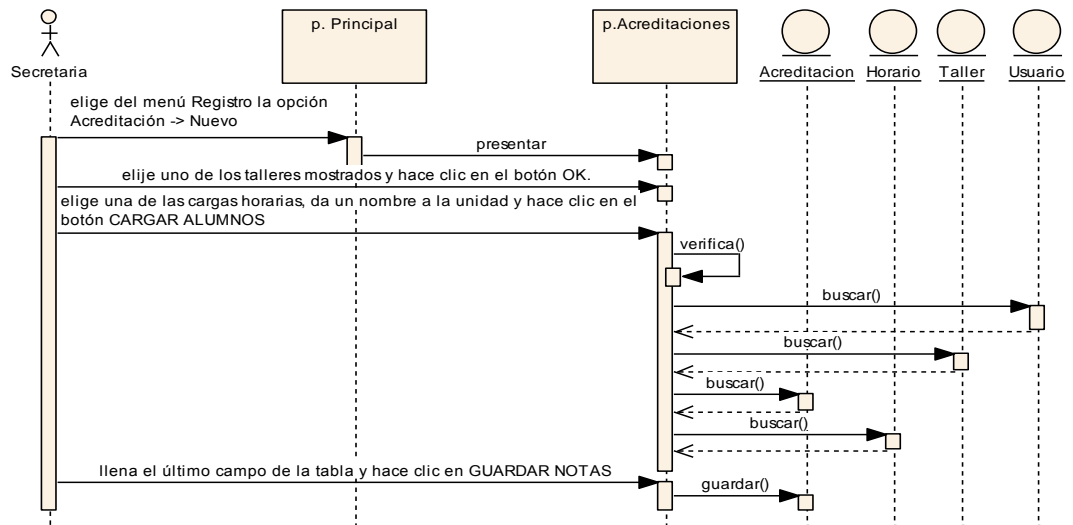 p. Principal
p.Acreditaciones
Secretaria
Acreditacion
Horario
Taller
Usuario
elige del menú Registro la opción
Acreditación -> Nuevo
presentar
elije uno de los talleres mostrados y hace clic en el botón OK.
elige una de las cargas horarias, da un nombre a la unidad y hace clic en el
botón CARGAR ALUMNOS
verifica()
buscar()
buscar()
buscar()
buscar()
llena el último campo de la tabla y hace clic en GUARDAR NOTAS
guardar()